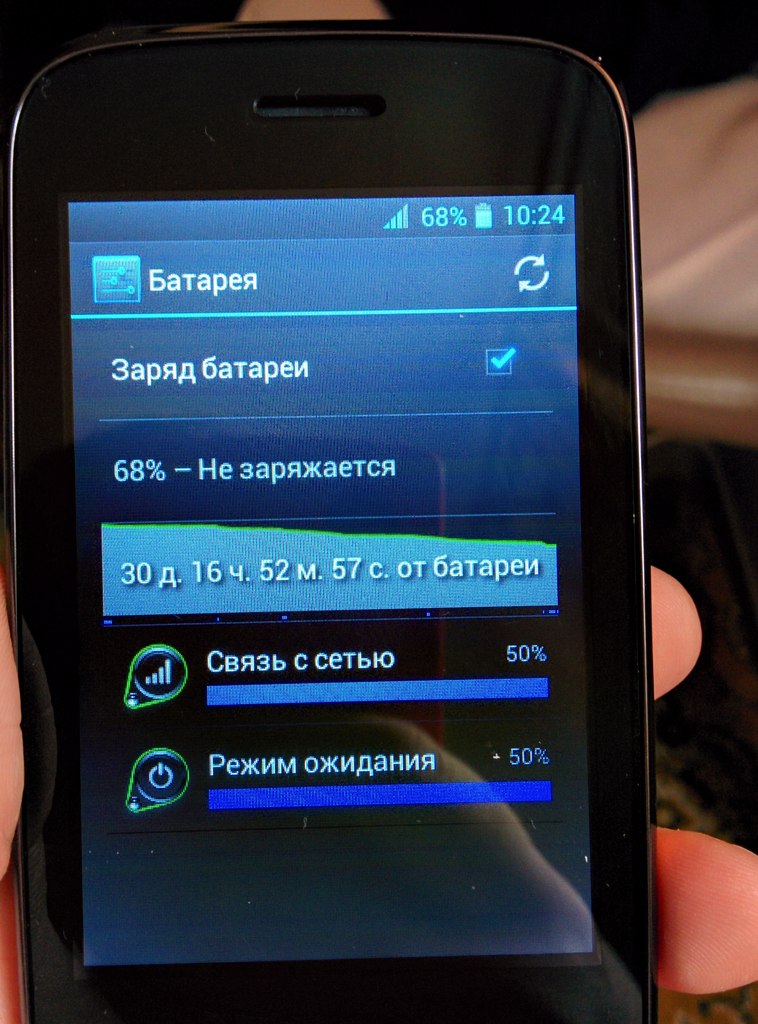 68% 10:24
Батарея
Заряд батареи
68% – Не заряжается
30 д. 16 ч. 52 м. 57 с. от батареи
Связь с сетью 50%
Режим ожидания 50%